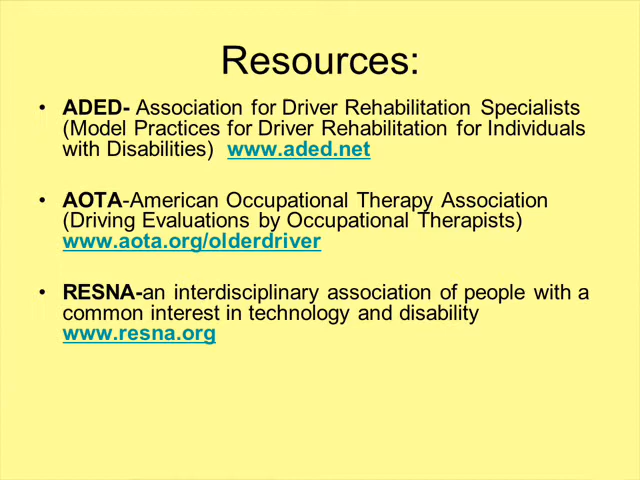 Resources:
• ADED- Association for Driver Rehabilitation Specialists
(Model Practices for Driver Rehabilitation for Individuals
with Disabilities) www.aded.net
• AOTA-American Occupational Therapy Association
(Driving Evaluations by Occupational Therapists)
www.aota.org/olderdriver
• RESNA-an interdisciplinary association of people with a
common interest in technology and disability
www.resna.org